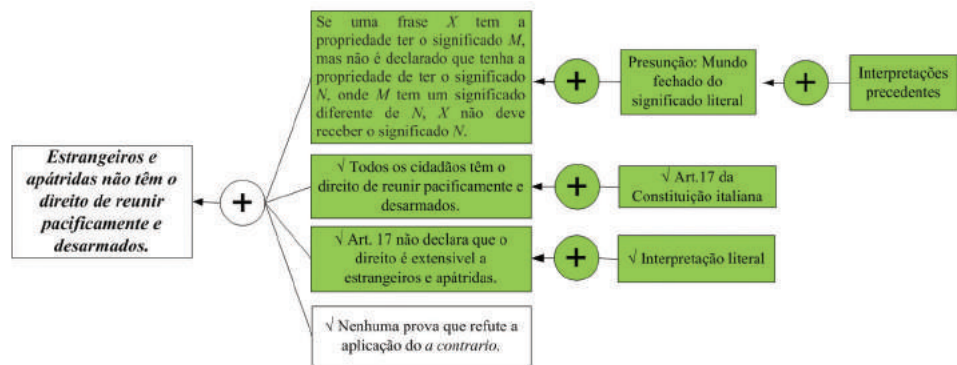 Se uma frase X tem a
propriedade ter o significado M,
mas não é declarado que tenha a
propriedade de ter o significado
N, onde M tem um significado
diferente de N, X não deve
receber o significado N.
+
Presunção: Mundo
fechado do
significado literal
+
Interpretações
precedentes
Estrangeiros e
apátridas não têm o
direito de reunir
pacificamente e
desarmados.
+
√ Todos os cidadãos têm o
direito de reunir pacificamente e
desarmados.
+
√ Art.17 da
Constituição italiana
√ Art. 17 não declara que o
direito é extensivel a
estrangeiros e apátridas.
+
√ Interpretação literal
√ Nenhuma prova que refute a
aplicação do a contrario.